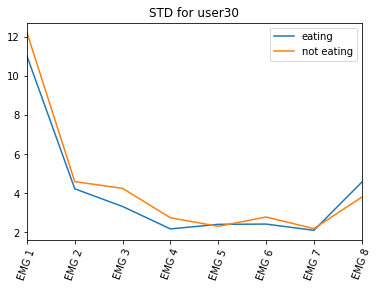 STD for user30
eating
not eating
12
10
8
6
4
2
EMG 1
EMG 2
EMG 3
EMG 4
EMG 5
EMG 6
EMG 7
EMG 8